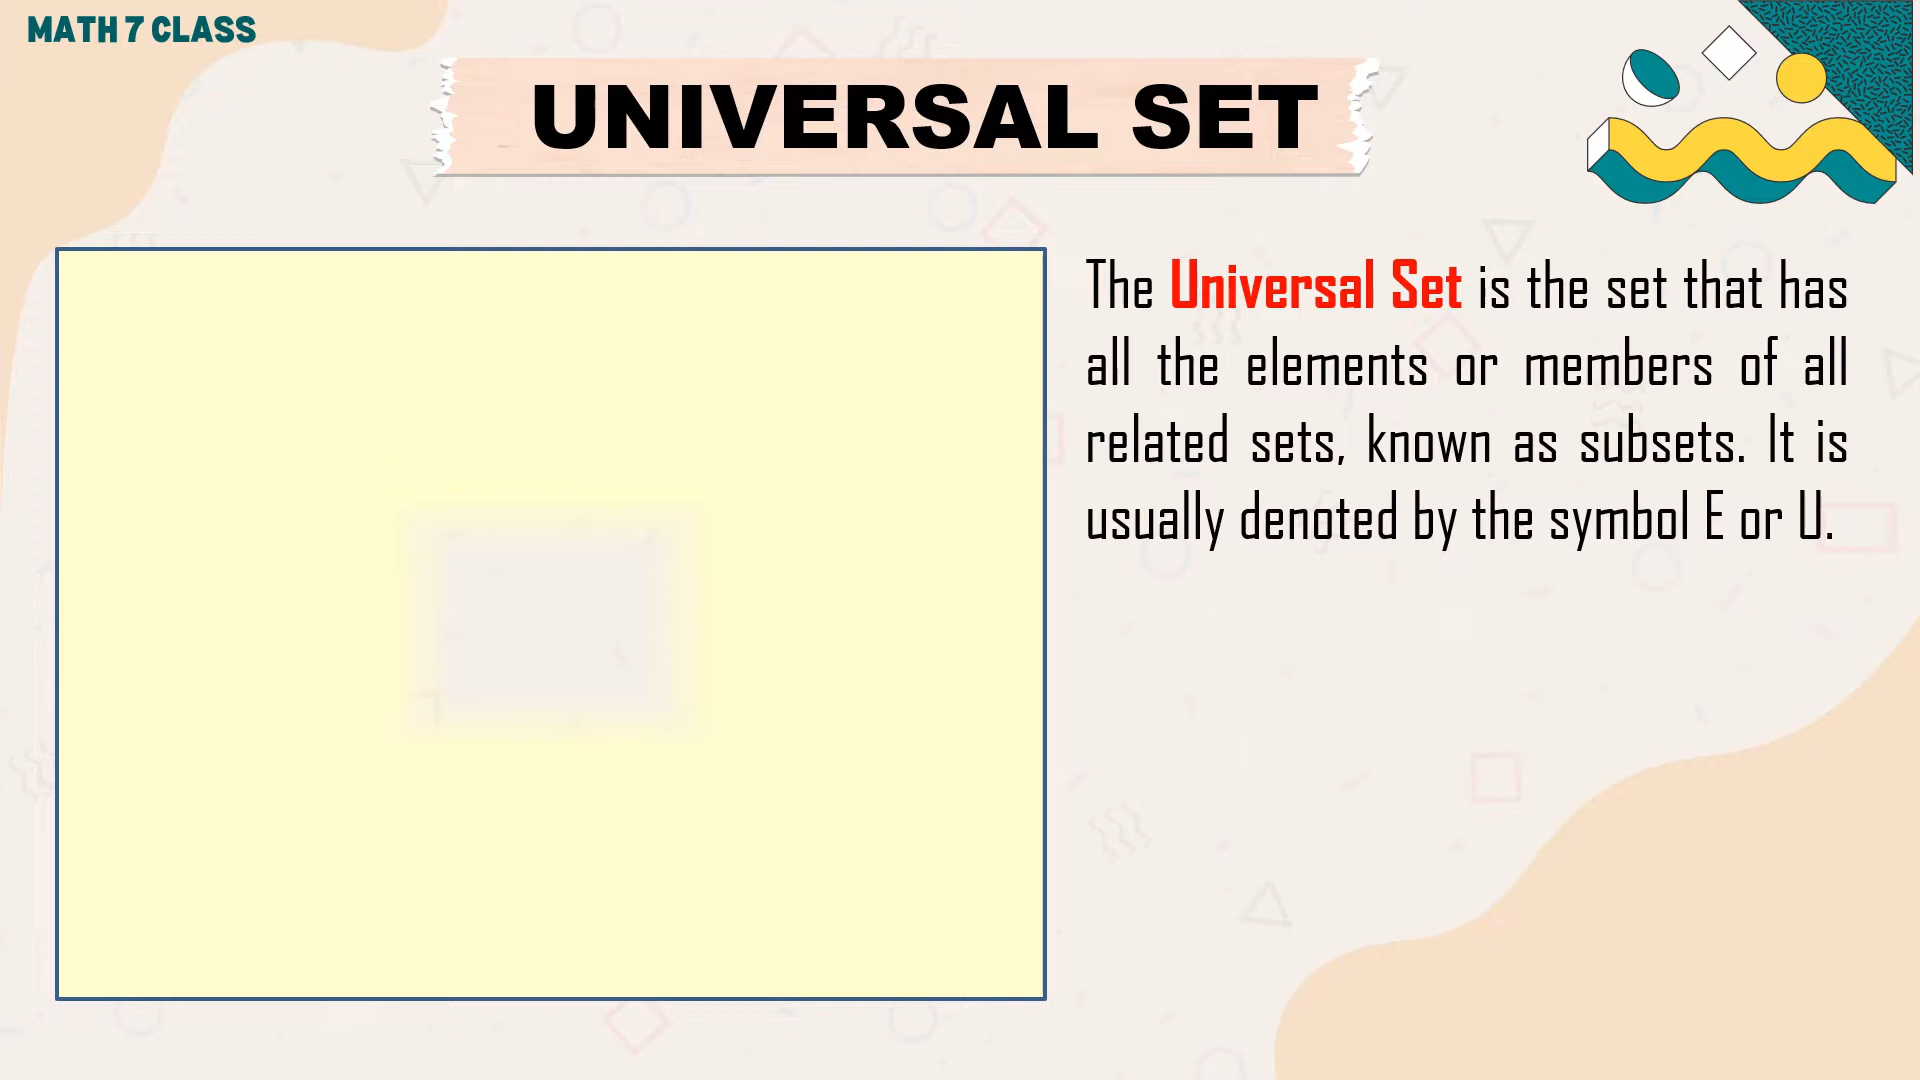 MATH 7 CLASS
UNIVERSAL SET
The Universal Set is the set that has
all the elements or members of all
related sets, known as subsets. It is
usually denoted by the symbol E or U.